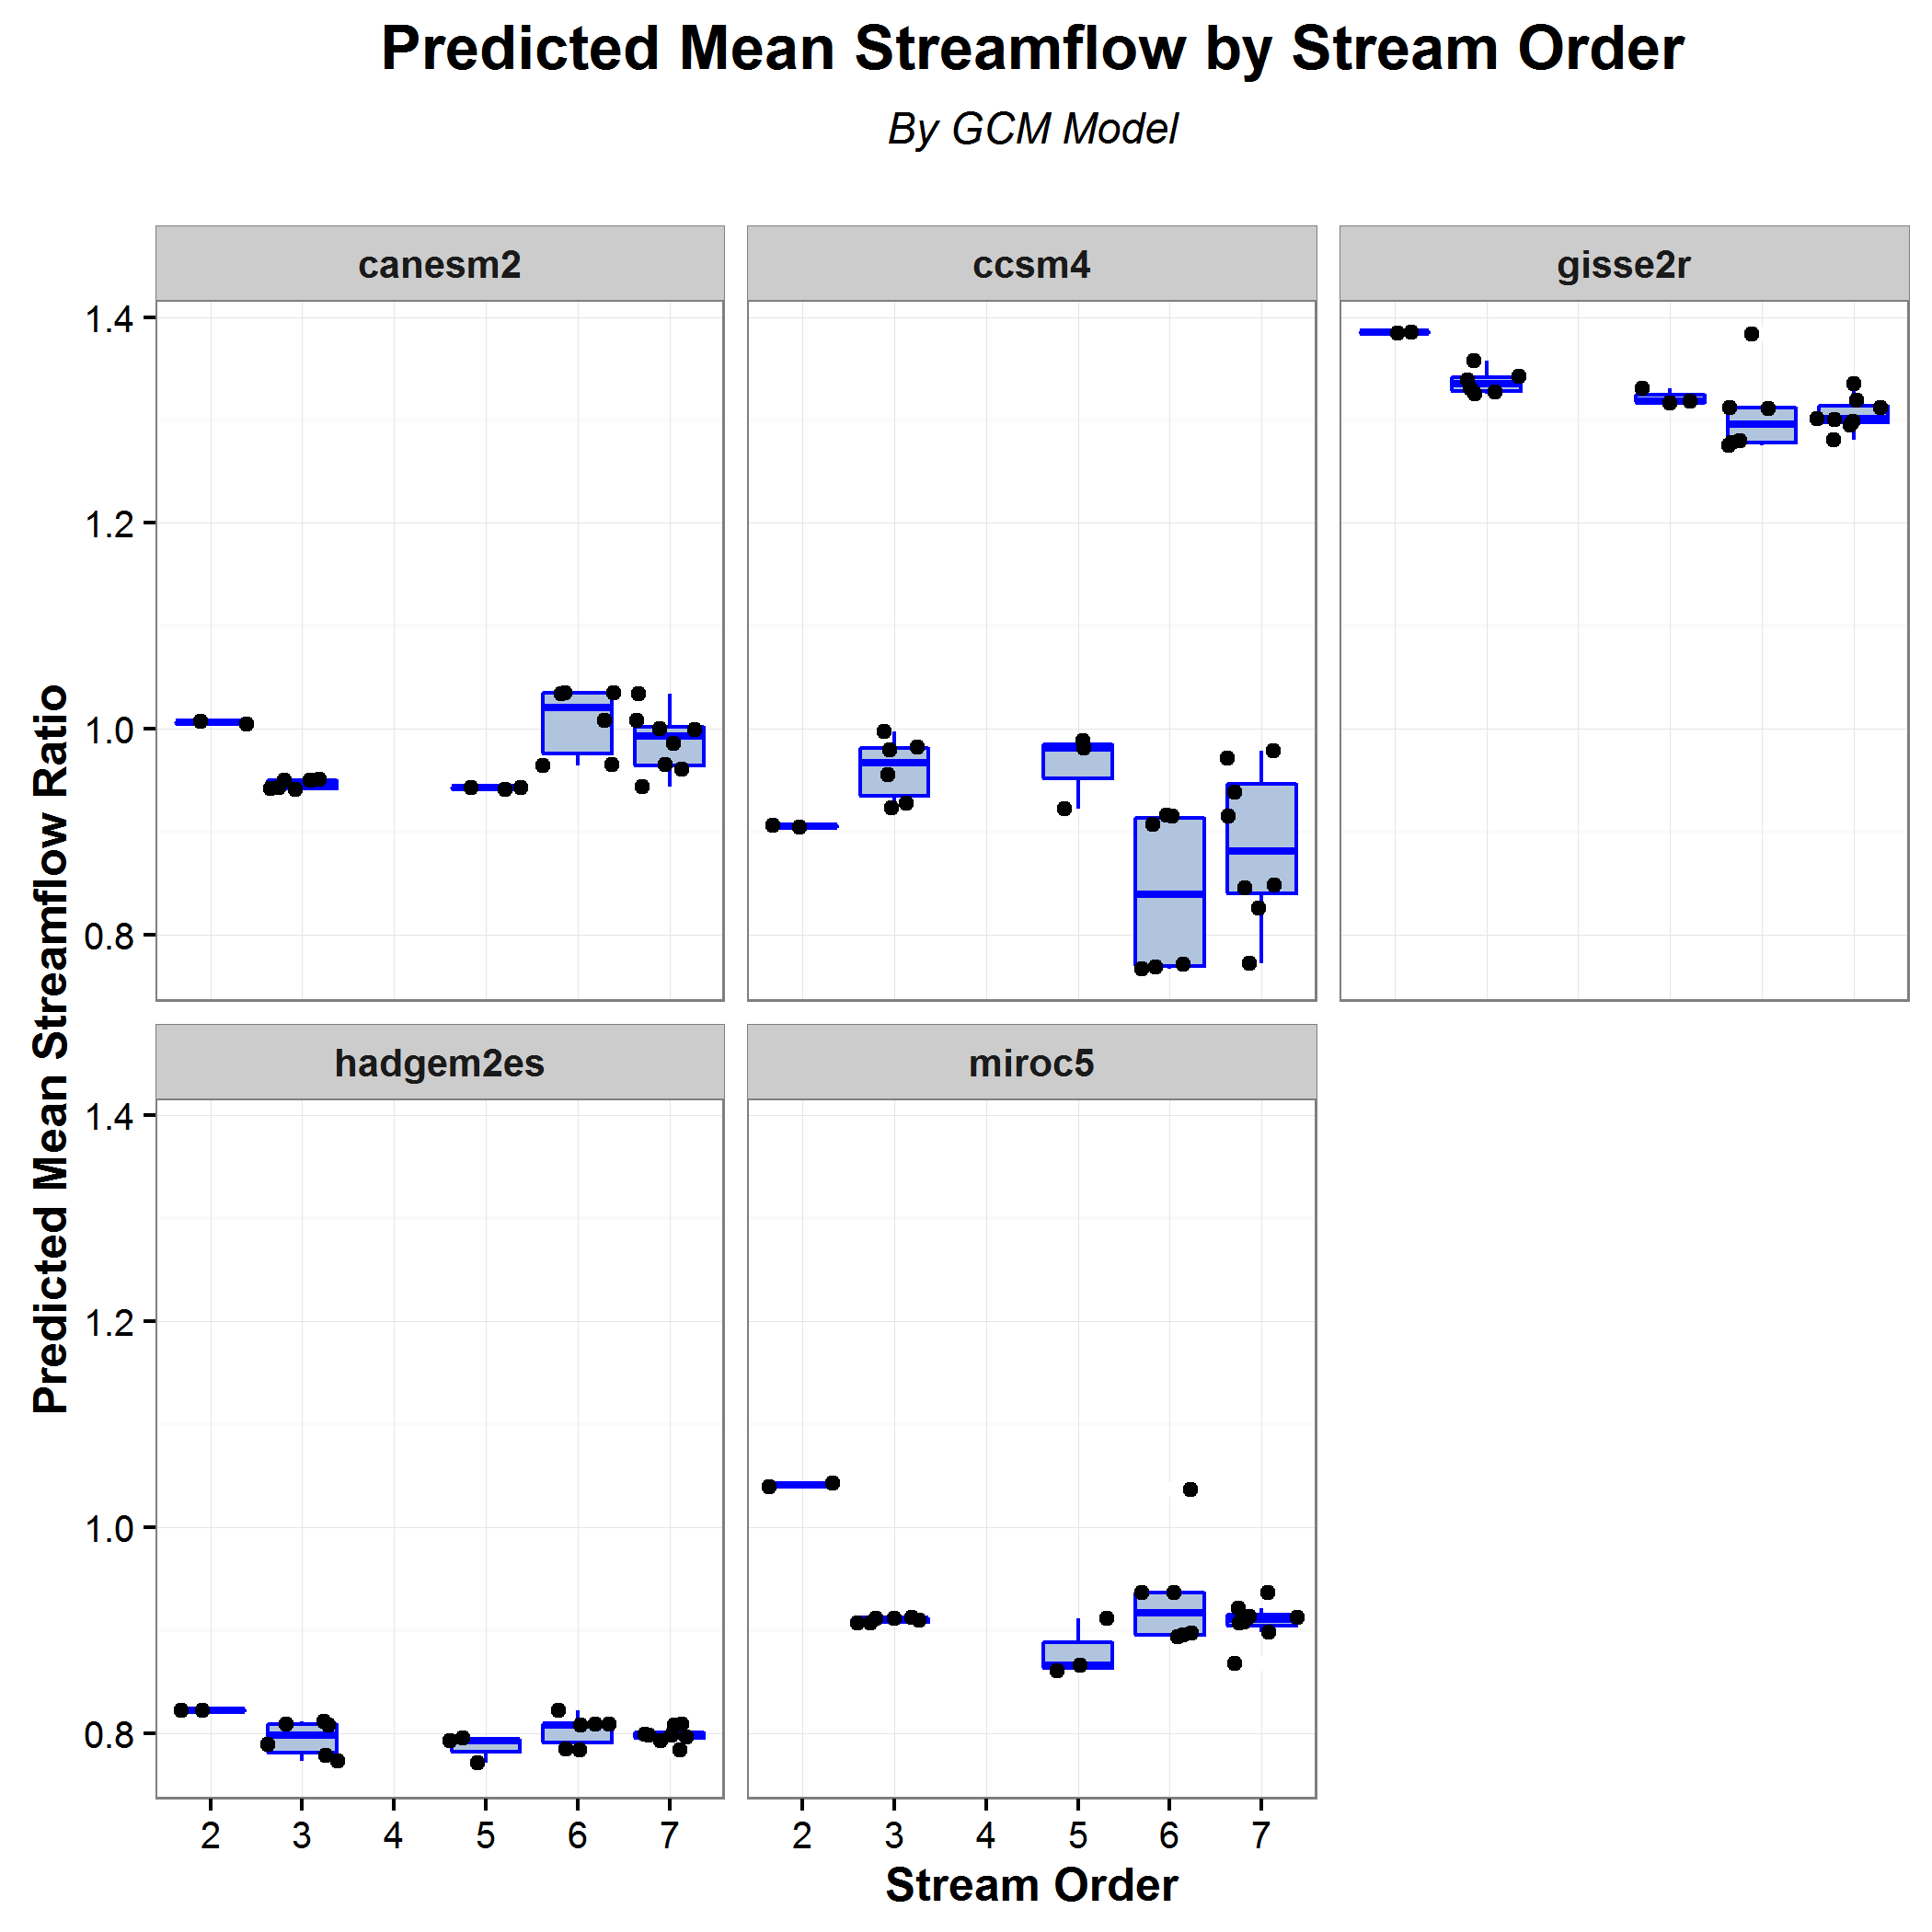 Predicted Mean Streamflow by Stream Order
By GCM Model
canesm2
ccsm4
gisse2r
1.4
1.2
1.0
0.8
Predicted Mean Streamflow Ratio
hadgem2es
miroc5
1.4
1.2
1.0
0.8
2 3 4 5 6 7
2 3 4 5 6 7
Stream Order